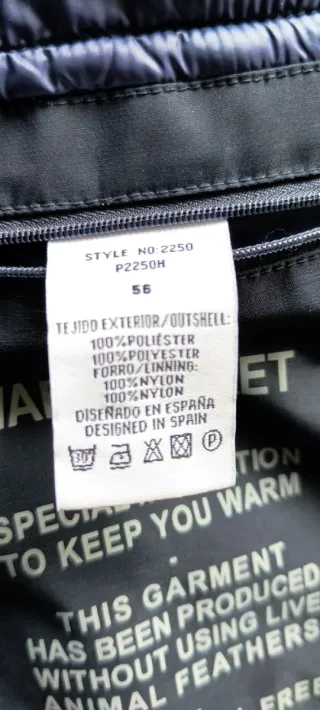 STYLE NO:2250
P2250H
56
TEJIDO EXTERIOR/OUTSHELL:
100%POLIÉSTER
100%POLYESTER
FORRO/LINNING:
100%NYLON
100%NYLON
DISEÑADO EN ESPAÑA
DESIGNED IN SPAIN
30° P
TO KEEP YOU WARM
THIS GARMENT
HAS BEEN PRODUCED
WITHOUT USING LIVE
ANIMAL FEATHERS
FREE